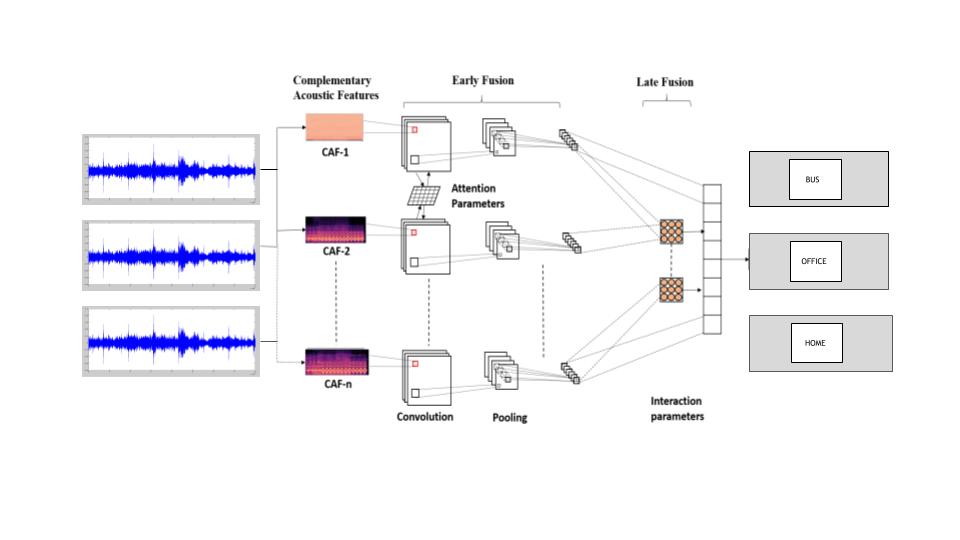 Complementary
Acoustic Features
Early Fusion
Late Fusion
CAF-1
Attention
Parameters
CAF-2
CAF-n
Convolution
Pooling
Interaction
parameters
BUS
OFFICE
HOME